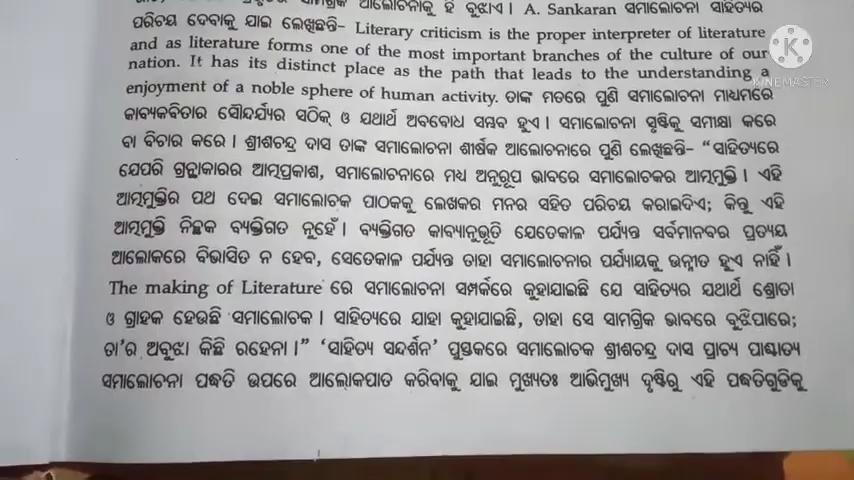 ସାମଗ୍ରିକ ଆଲୋଚନାକୁ ହିଁ ବୁଝାଏ । A. Sankaran ସମାଲୋଚନା ସାହିତ୍ୟର
ପରିଚୟ ଦେବାକୁ ଯାଇ ଲେଖିଛନ୍ତି- Literary criticism is the proper interpreter of literature
and as literature forms one of the most important branches of the culture of our
nation. It has its distinct place as the path that leads to the understanding a
enjoyment of a noble sphere of human activity. ତାଙ୍କ ମତରେ ପୁଣି ସମାଲୋଚନା ମାଧ୍ୟମରେ
କାବ୍ୟକବିତାର ସୌନ୍ଦର୍ଯ୍ୟର ସଠିକ୍ ଓ ଯଥାର୍ଥ ଅବବୋଧ ସମ୍ଭବ ହୁଏ । ସମାଲୋଚନା ସୃଷ୍ଟିକୁ ସମୀକ୍ଷା କରେ
ବା ବିଚାର କରେ । ଶ୍ରୀଶଚନ୍ଦ୍ର ଦାସ ତାଙ୍କ ସମାଲୋଚନା ଶୀର୍ଷକ ଆଲୋଚନାରେ ପୁଣି ଲେଖିଛନ୍ତି- “ସାହିତ୍ୟରେ
ଯେପରି ଗ୍ରନ୍ଥାକାରର ଆତ୍ମପ୍ରକାଶ, ସମାଲୋଚନାରେ ମଧ୍ୟ ଅନୁରୂପ ଭାବରେ ସମାଲୋଚକର ଆତ୍ମମୁକ୍ତି । ଏହି
ଆତ୍ମମୁକ୍ତିର ପଥ ଦେଇ ସମାଲୋଚକ ପାଠକକୁ ଲେଖକର ମନର ସହିତ ପରିଚୟ କରାଇଦିଏ; କିନ୍ତୁ ଏହି
ଆତ୍ମମୁକ୍ତି ନିଚ୍ଛକ ବ୍ୟକ୍ତିଗତ ନୁହେଁ । ବ୍ୟକ୍ତିଗତ କାବ୍ୟାନୁଭୂତି ଯେତେକାଳ ପର୍ଯ୍ୟନ୍ତ ସର୍ବମାନବର ପ୍ରତ୍ୟୟ
ଆଲୋକରେ ବିଭାସିତ ନ ହେବ, ସେତେକାଳ ପର୍ଯ୍ୟନ୍ତ ତାହା ସମାଲୋଚନାର ପର୍ଯ୍ୟାୟକୁ ଉନ୍ନୀତ ହୁଏ ନାହିଁ ।
The making of Literature ରେ ସମାଲୋଚନା ସମ୍ପର୍କରେ କୁହାଯାଇଛି ଯେ ସାହିତ୍ୟର ଯଥାର୍ଥ ଶ୍ରୋତା
ଓ ଗ୍ରାହକ ହେଉଛି ସମାଲୋଚକ । ସାହିତ୍ୟରେ ଯାହା କୁହାଯାଇଛି, ତାହା ସେ ସାମଗ୍ରିକ ଭାବରେ ବୁଝିପାରେ;
ତା’ର ଅବୁଝା କିଛି ରହେନା ।” ‘ସାହିତ୍ୟ ସନ୍ଦର୍ଶନ’ ପୁସ୍ତକରେ ସମାଲୋଚକ ଶ୍ରୀଶଚନ୍ଦ୍ର ଦାସ ପ୍ରାଚ୍ୟ ପାଶ୍ଚାତ୍ୟ
ସମାଲୋଚନା ପଦ୍ଧତି ଉପରେ ଆଲୋକପାତ କରିବାକୁ ଯାଇ ମୁଖ୍ୟତଃ ଆଭିମୁଖ୍ୟ ଦୃଷ୍ଟିରୁ ଏହି ପଦ୍ଧତିଗୁଡିକୁ
KINEMASTER